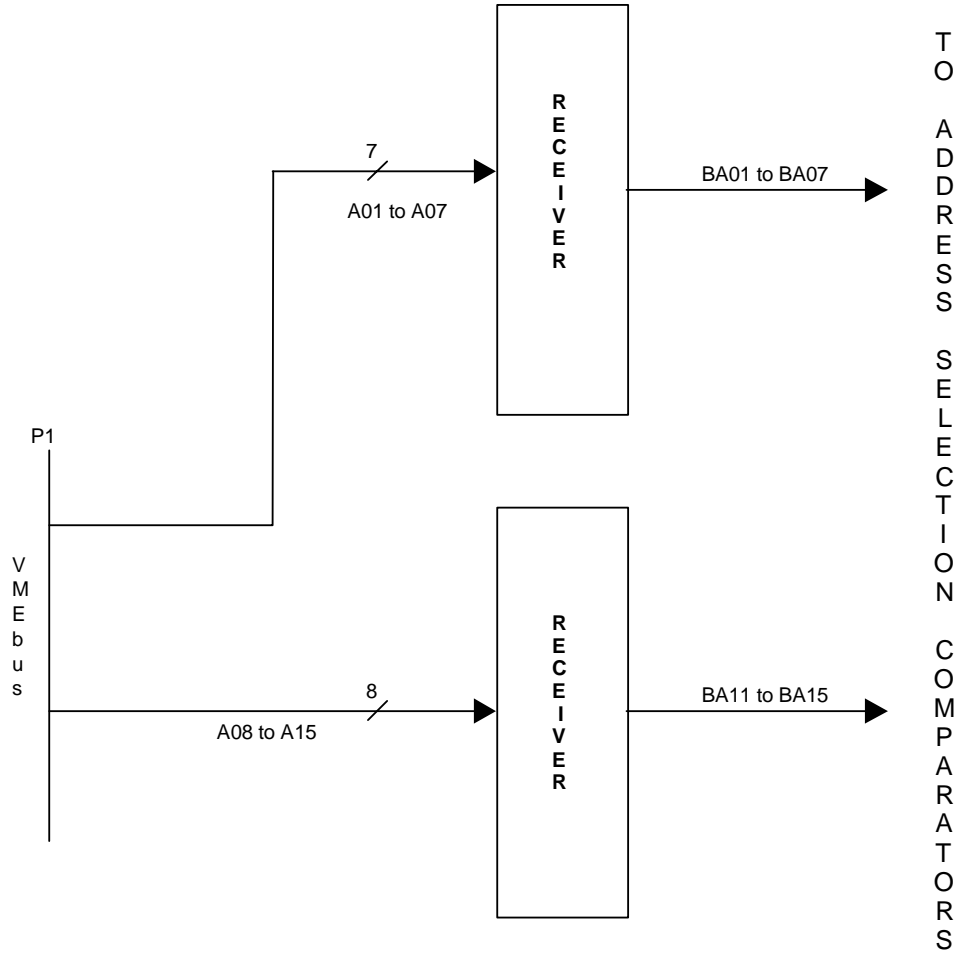 RECEIVER
7
A01 to A07
BA01 to BA07
P1
VMEbus
RECEIVER
8
A08 to A15
BA11 to BA15
TO ADDRESS SELECTION COMPARATORS